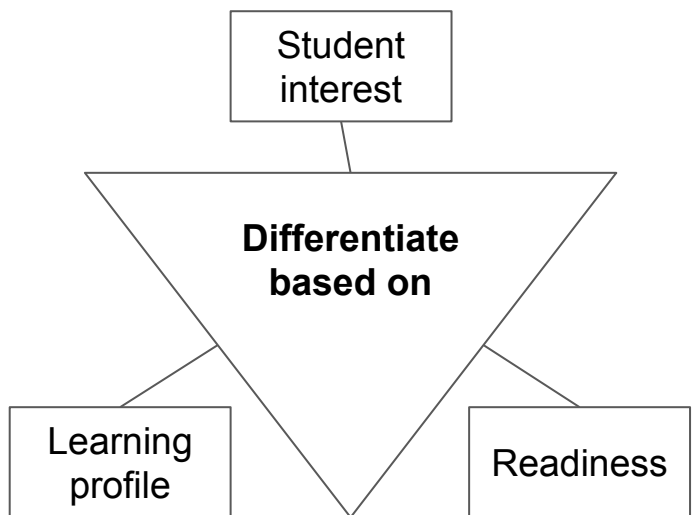 Student
interest
Differentiate
based on
Learning
profile
Readiness